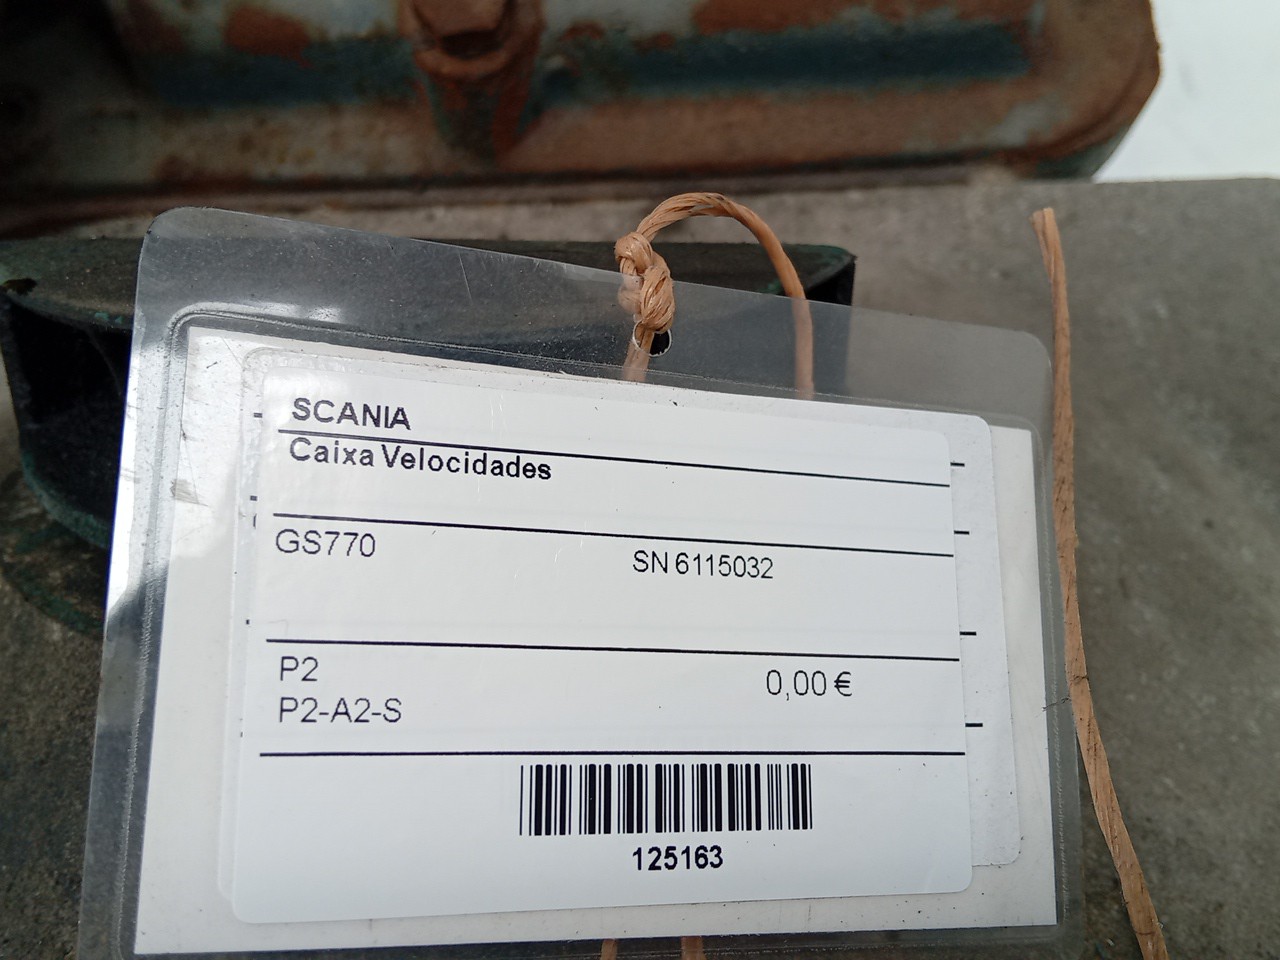 SCANIA
Caixa Velocidades
GS770 SN 6115032
P2 0,00 €
P2-A2-S
125163